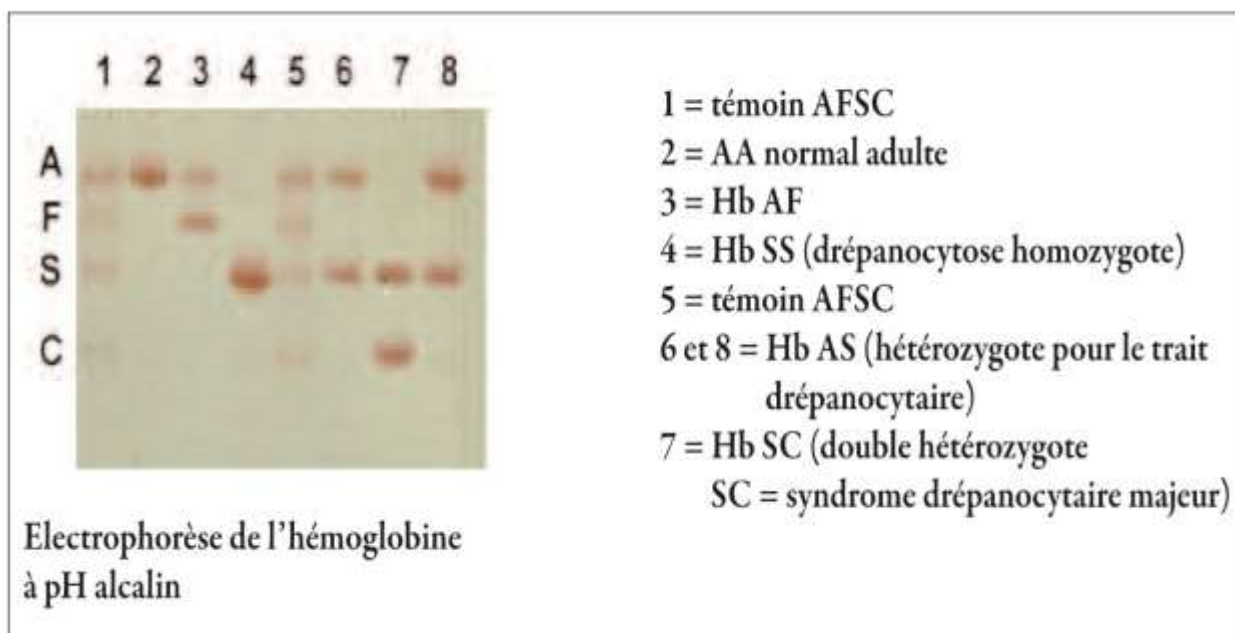 1 2 3 4 5 6 7 8
A
F
S
C
Electrophorèse de l'hémoglobine
à pH alcalin
1 = témoin AFSC
2 = AA normal adulte
3 = Hb AF
4 = Hb SS (drépanocytose homozygote)
5 = témoin AFSC
6 et 8 = Hb AS (hétérozygote pour le trait
drépanocytaire)
7 = Hb SC (double hétérozygote
SC = syndrome drépanocytaire majeur)